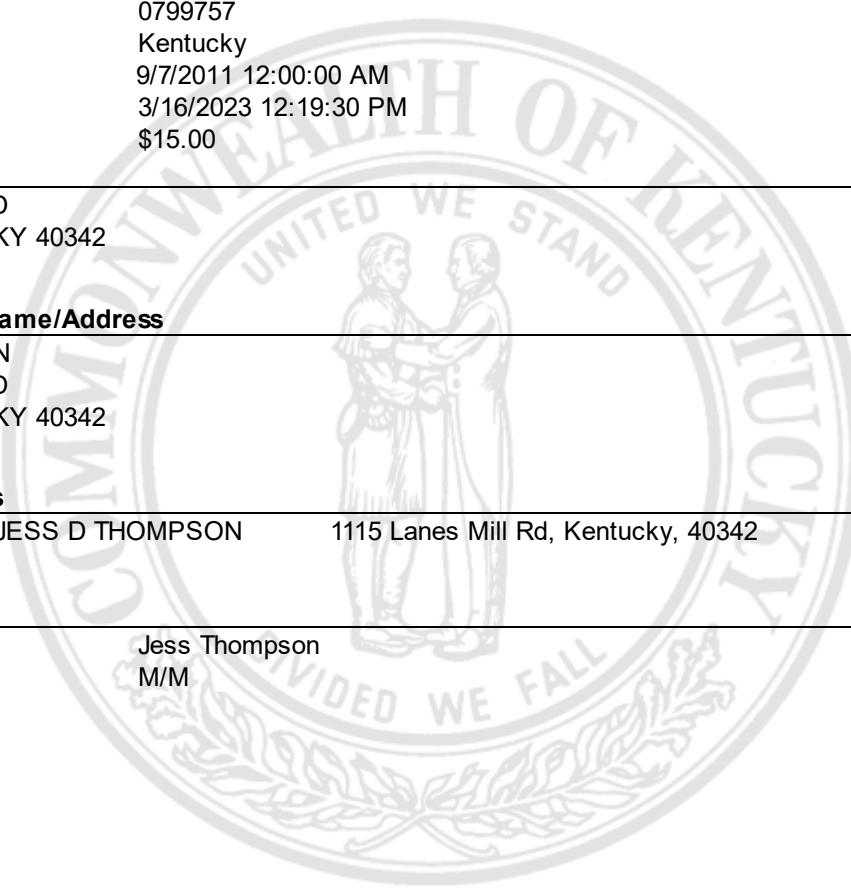 0799757
Kentucky
9/7/2011 12:00:00 AM
3/16/2023 12:19:30 PM
$15.00
D
KY 40342
ame/Address
N
D
KY 40342
s
JESS D THOMPSON 1115 Lanes Mill Rd, Kentucky, 40342
Jess Thompson
M/M
COMMONWEALTH OF KENTUCKY
UNITED WE STAND
DIVIDED WE FALL